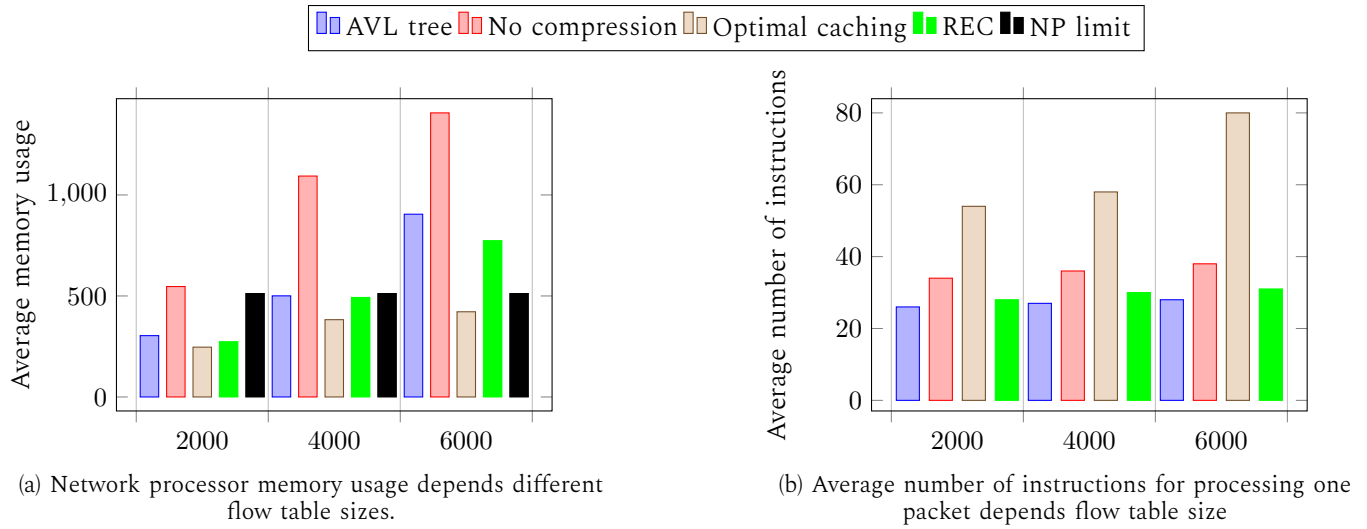 AVL tree No compression Optimal caching REC NP limit
Average memory usage
1,000
500
0
2000 4000 6000
(a) Network processor memory usage depends different
flow table sizes.
Average number of instructions
80
60
40
20
0
2000 4000 6000
(b) Average number of instructions for processing one
packet depends flow table size